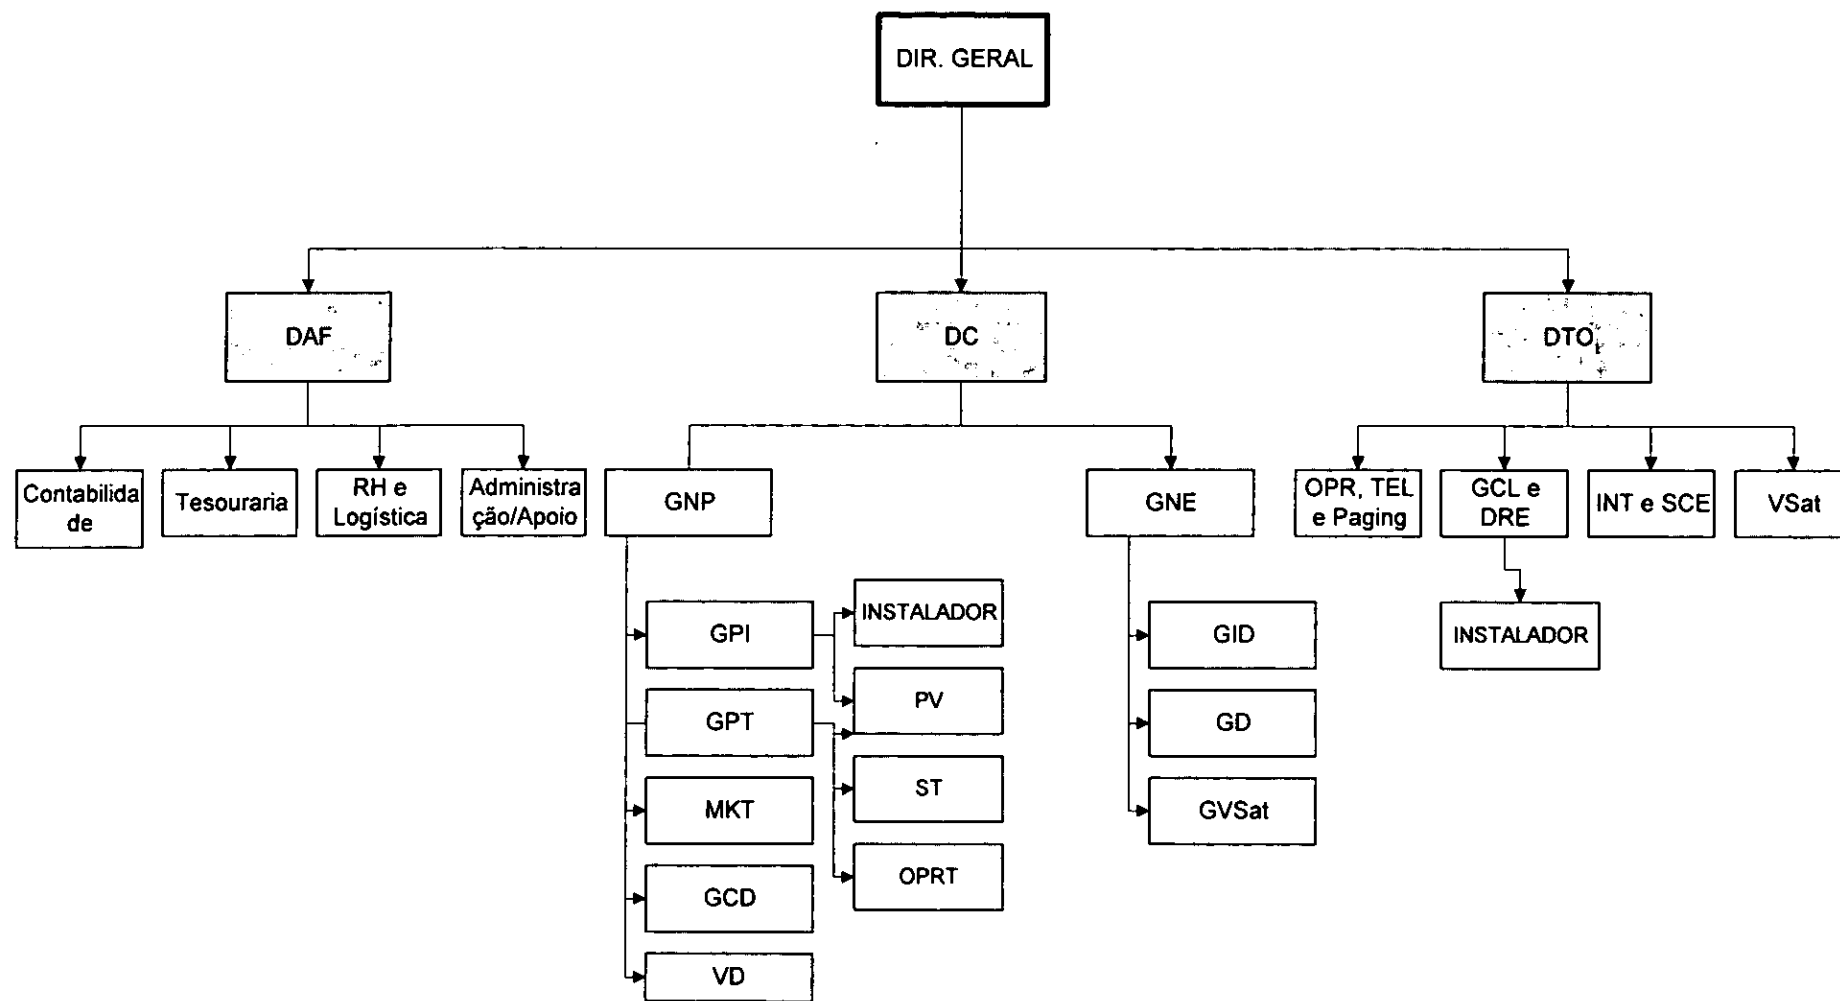 DIR. GERAL
DAF
DC
DTO
Contabilida
de
Tesouraria
RH e
Logística
Administra
ção/Apoio
GNP
GNE
OPR, TEL
e Paging
GCL e
DRE
INT e SCE
VSat
GPI
INSTALADOR
PV
GPT
ST
MKT
OPRT
GCD
VD
GID
GD
GVSat
INSTALADOR